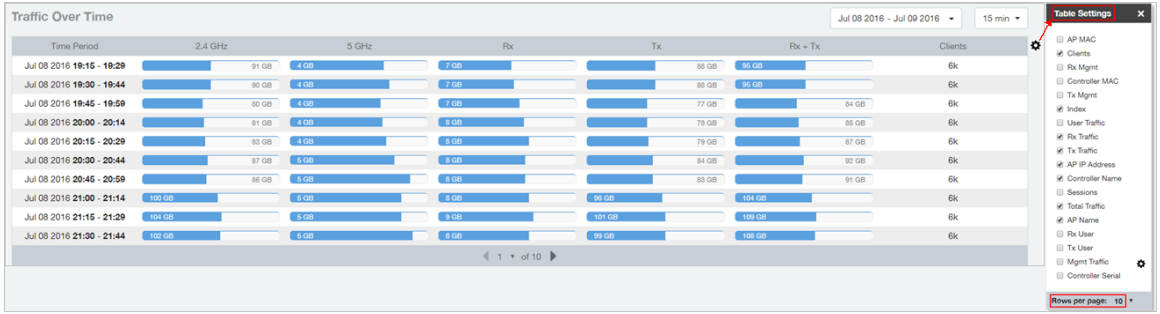 Traffic Over Time
Jul 08 2016 - Jul 09 2016
15 min
Time Period 2.4 GHz 5 GHz Rx Tx Rx + Tx Clients
Jul 08 2016 19:15 - 19:29 91 GB 4 GB 7 GB 88 GB 95 GB 6k
Jul 08 2016 19:30 - 19:44 90 GB 4 GB 7 GB 88 GB 95 GB 6k
Jul 08 2016 19:45 - 19:59 80 GB 4 GB 7 GB 77 GB 84 GB 6k
Jul 08 2016 20:00 - 20:14 81 GB 4 GB 8 GB 78 GB 85 GB 6k
Jul 08 2016 20:15 - 20:29 83 GB 4 GB 8 GB 79 GB 87 GB 6k
Jul 08 2016 20:30 - 20:44 87 GB 5 GB 8 GB 84 GB 92 GB 6k
Jul 08 2016 20:45 - 20:59 86 GB 5 GB 8 GB 83 GB 91 GB 6k
Jul 08 2016 21:00 - 21:14 100 GB 5 GB 8 GB 96 GB 104 GB 6k
Jul 08 2016 21:15 - 21:29 104 GB 5 GB 9 GB 101 GB 109 GB 6k
Jul 08 2016 21:30 - 21:44 102 GB 5 GB 8 GB 99 GB 108 GB 6k
1 of 10
Table Settings
AP MAC
Clients
Rx Mgmt
Controller MAC
Tx Mgmt
Index
User Traffic
Rx Traffic
Tx Traffic
AP IP Address
Controller Name
Sessions
Total Traffic
AP Name
Rx User
Tx User
Mgmt Traffic
Controller Serial
Rows per page: 10